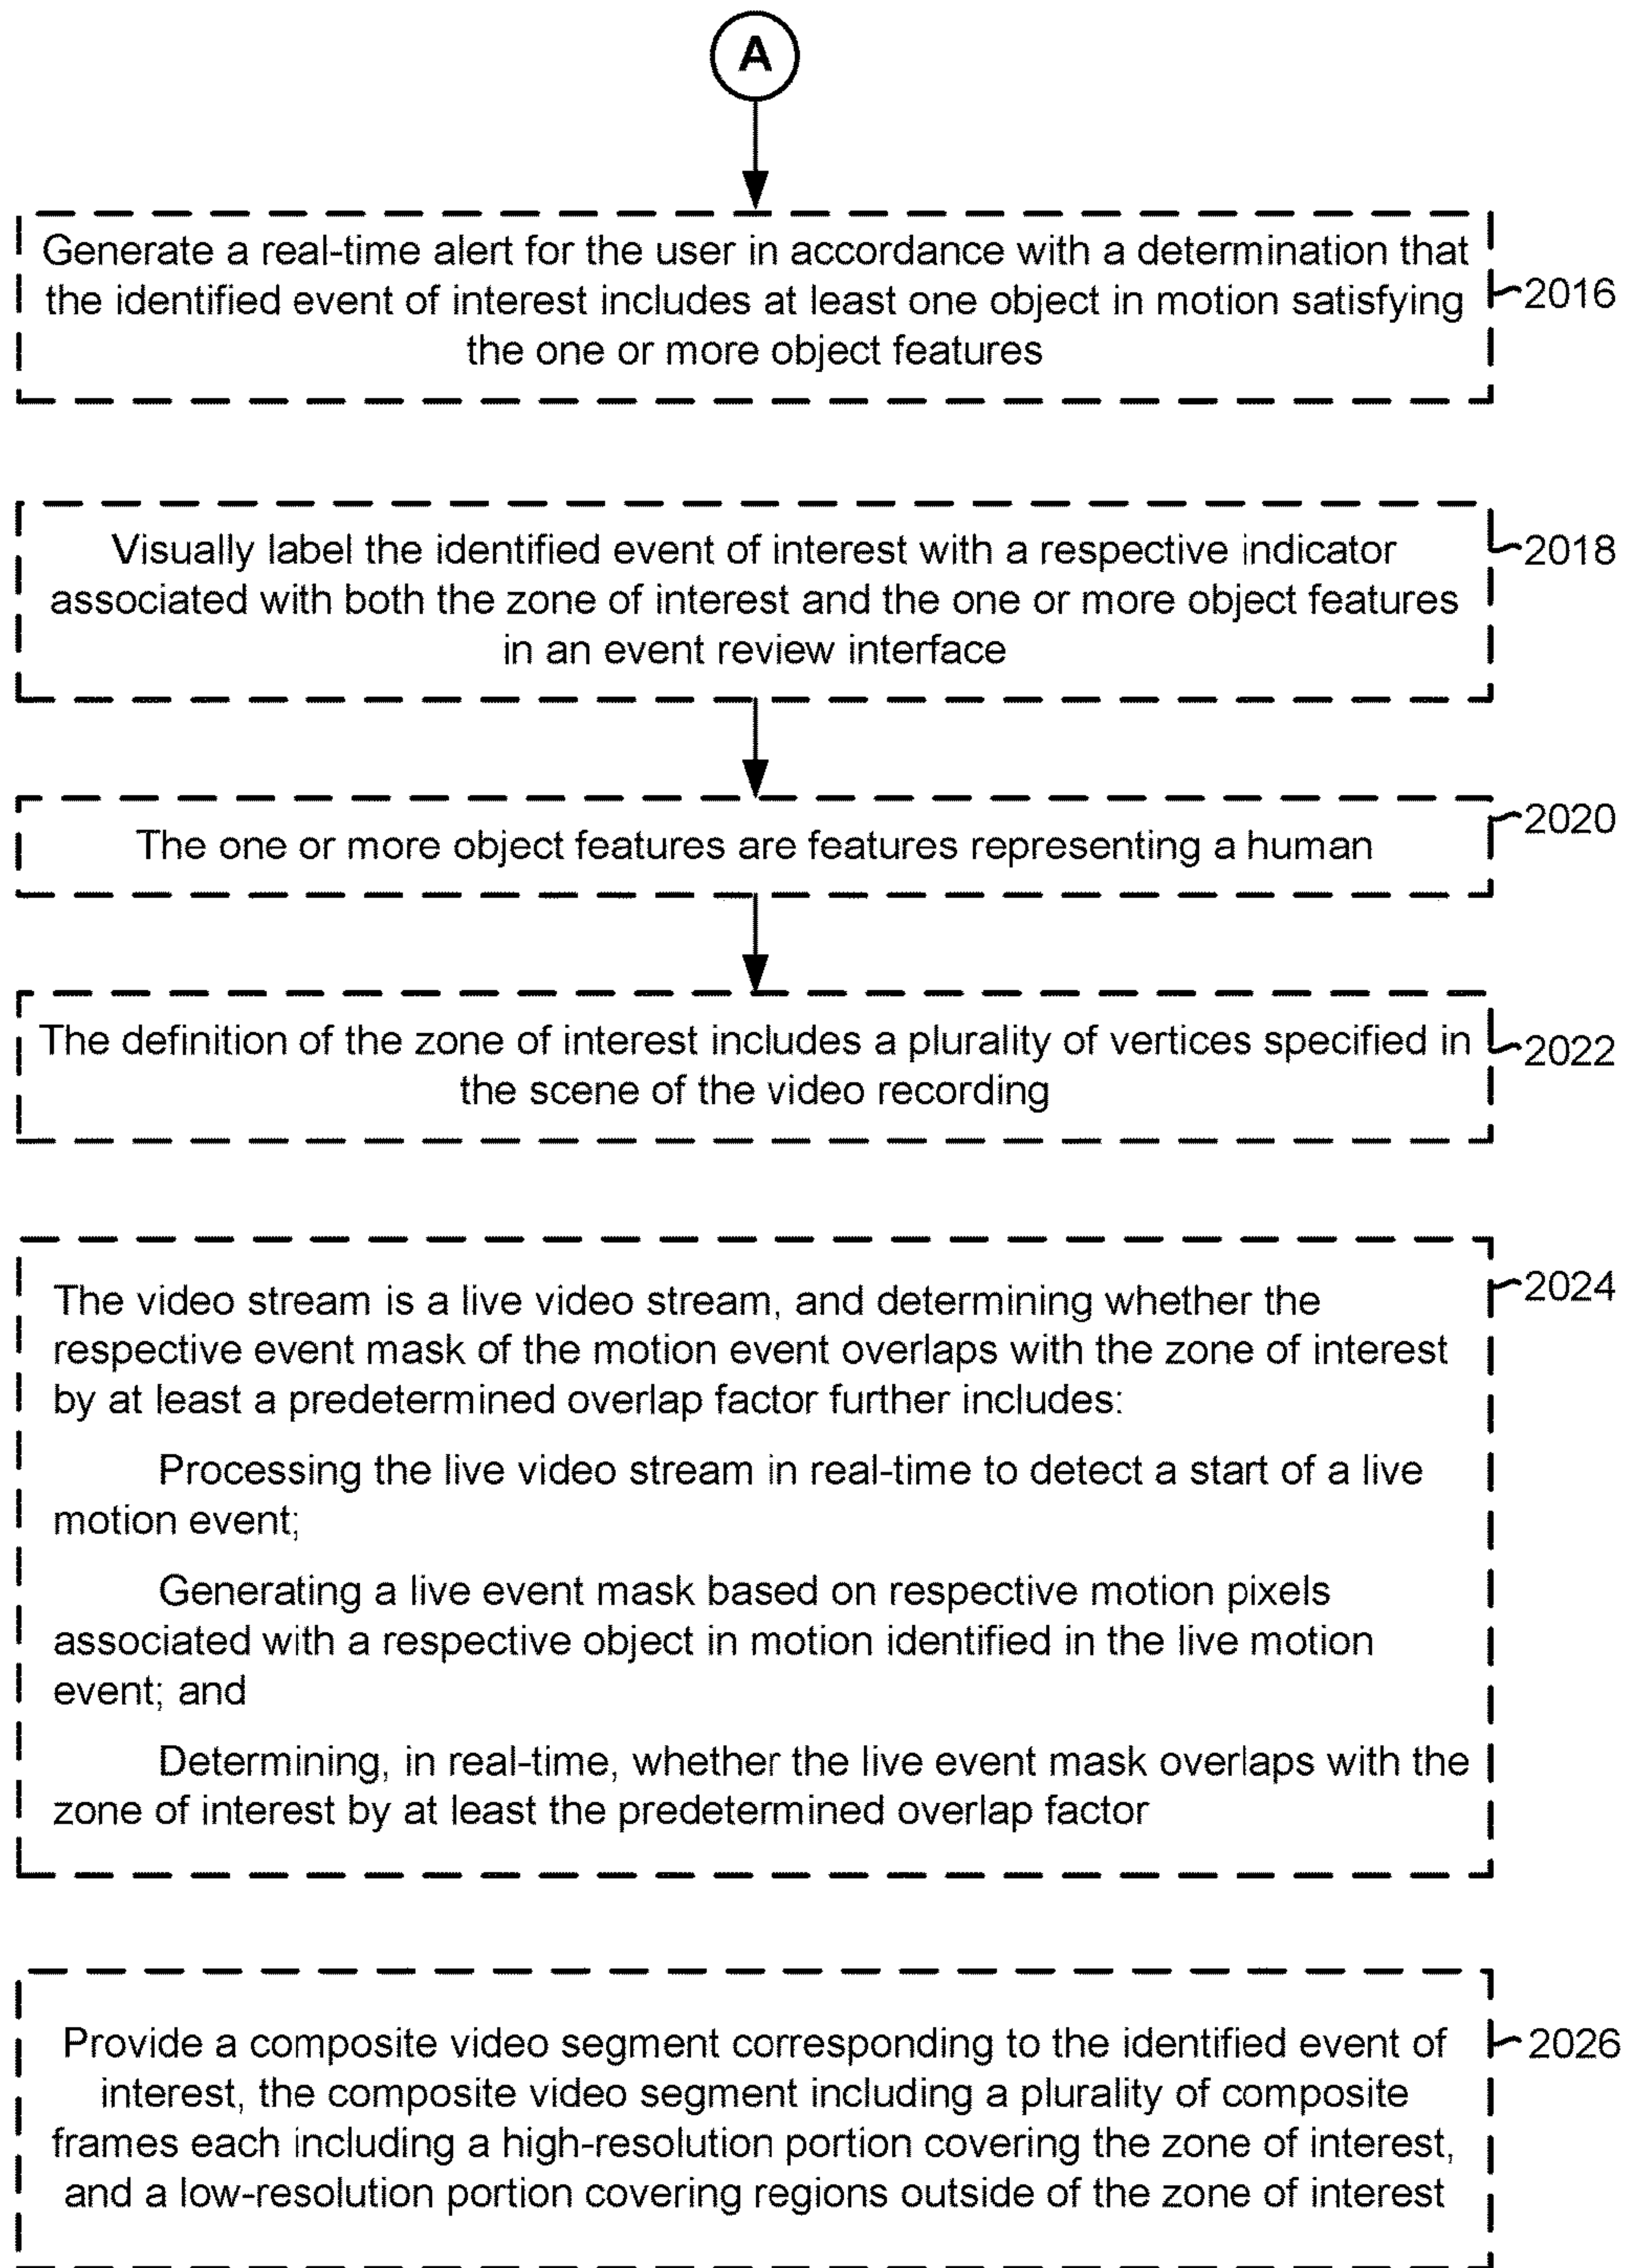 A
Generate a real-time alert for the user in accordance with a determination that
the identified event of interest includes at least one object in motion satisfying
the one or more object features
2016
Visually label the identified event of interest with a respective indicator
associated with both the zone of interest and the one or more object features
in an event review interface
2018
The one or more object features are features representing a human
2020
The definition of the zone of interest includes a plurality of vertices specified in
the scene of the video recording
2022
The video stream is a live video stream, and determining whether the
respective event mask of the motion event overlaps with the zone of interest
by at least a predetermined overlap factor further includes:
Processing the live video stream in real-time to detect a start of a live
motion event;
Generating a live event mask based on respective motion pixels
associated with a respective object in motion identified in the live motion
event; and
Determining, in real-time, whether the live event mask overlaps with the
zone of interest by at least the predetermined overlap factor
2024
Provide a composite video segment corresponding to the identified event of
interest, the composite video segment including a plurality of composite
frames each including a high-resolution portion covering the zone of interest,
and a low-resolution portion covering regions outside of the zone of interest
2026